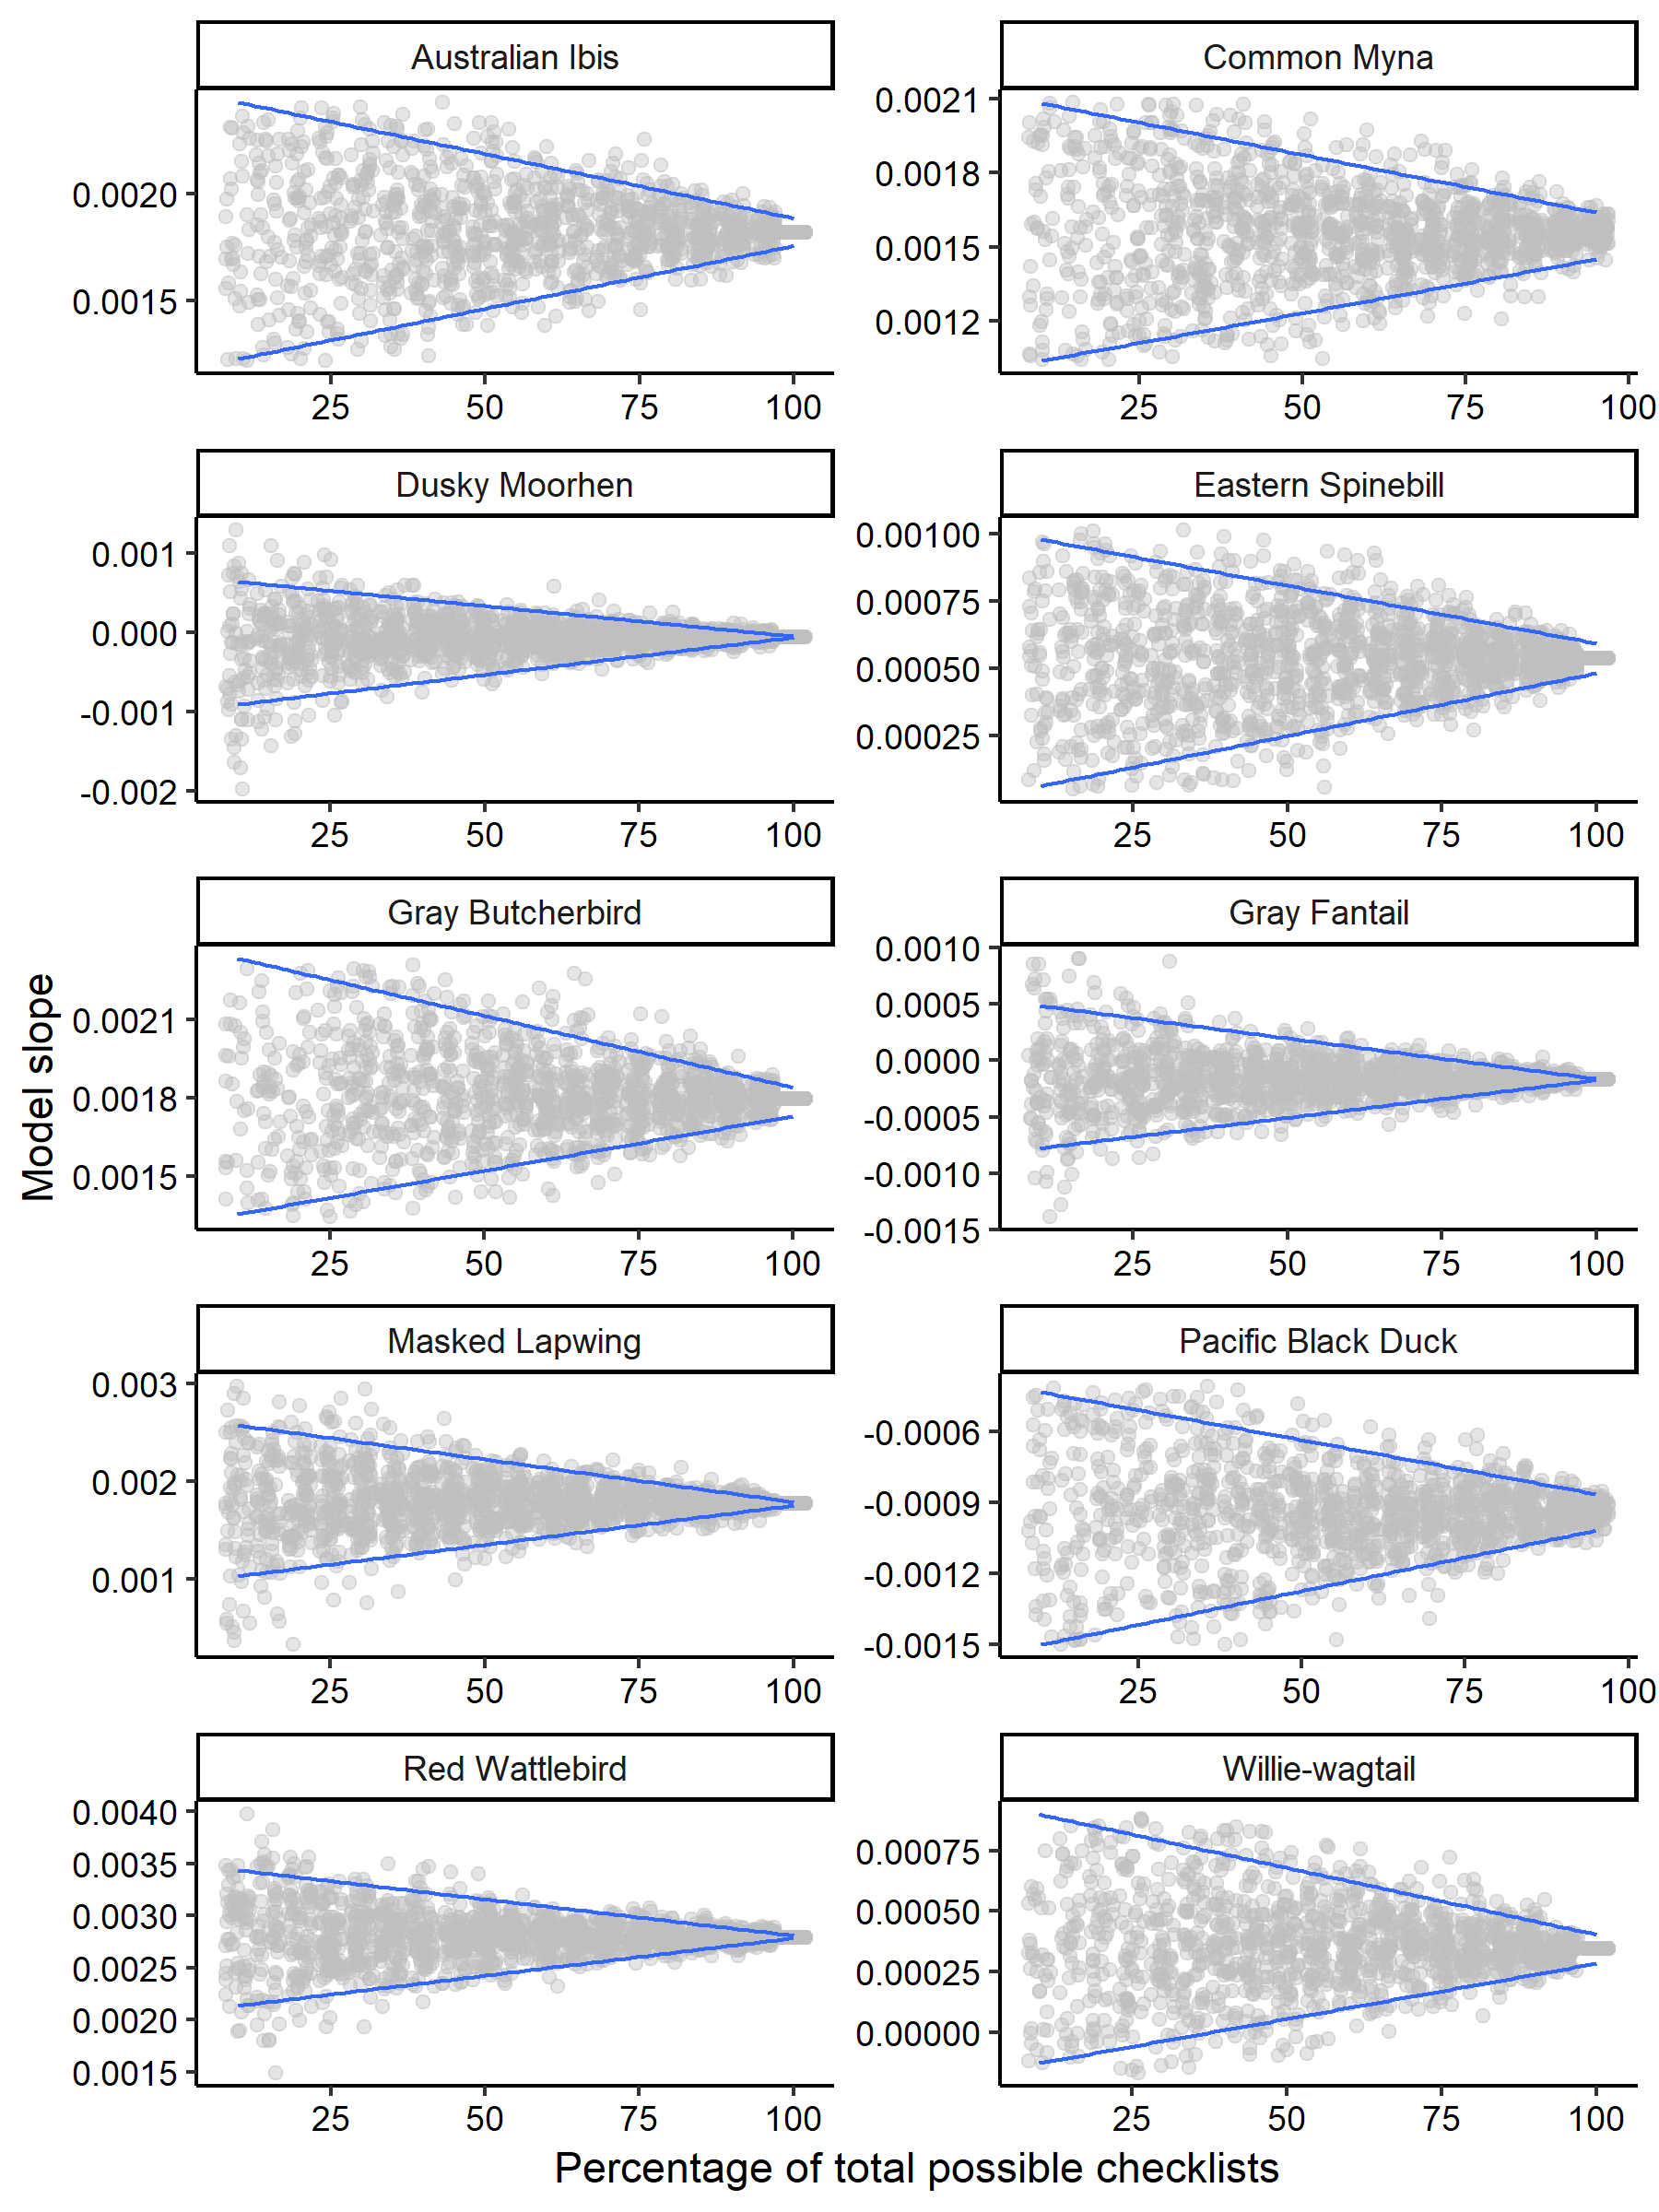 Australian Ibis
Common Myna
0.0020
0.0015
25 50 75 100
0.0021
0.0018
0.0015
0.0012
25 50 75 100
Dusky Moorhen
Eastern Spinebill
0.001
0.000
-0.001
-0.002
25 50 75 100
0.00100
0.00075
0.00050
0.00025
25 50 75 100
Gray Butcherbird
Gray Fantail
Model slope
0.0021
0.0018
0.0015
25 50 75 100
0.0010
0.0005
0.0000
-0.0005
-0.0010
-0.0015
25 50 75 100
Masked Lapwing
Pacific Black Duck
0.003
0.002
0.001
25 50 75 100
-0.0006
-0.0009
-0.0012
-0.0015
25 50 75 100
Red Wattlebird
Willie-wagtail
0.0040
0.0035
0.0030
0.0025
0.0020
0.0015
25 50 75 100
0.00075
0.00050
0.00025
0.00000
25 50 75 100
Percentage of total possible checklists